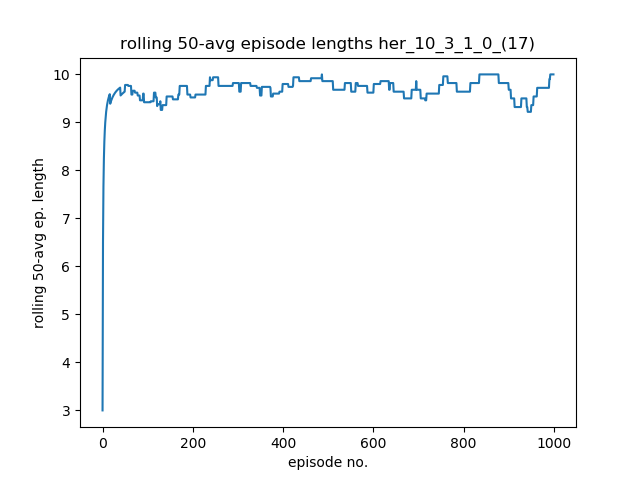 rolling 50-avg episode lengths her_10_3_1_0_(17)
10
9
8
7
6
5
4
3
rolling 50-avg ep. length
0 200 400 600 800 1000
episode no.